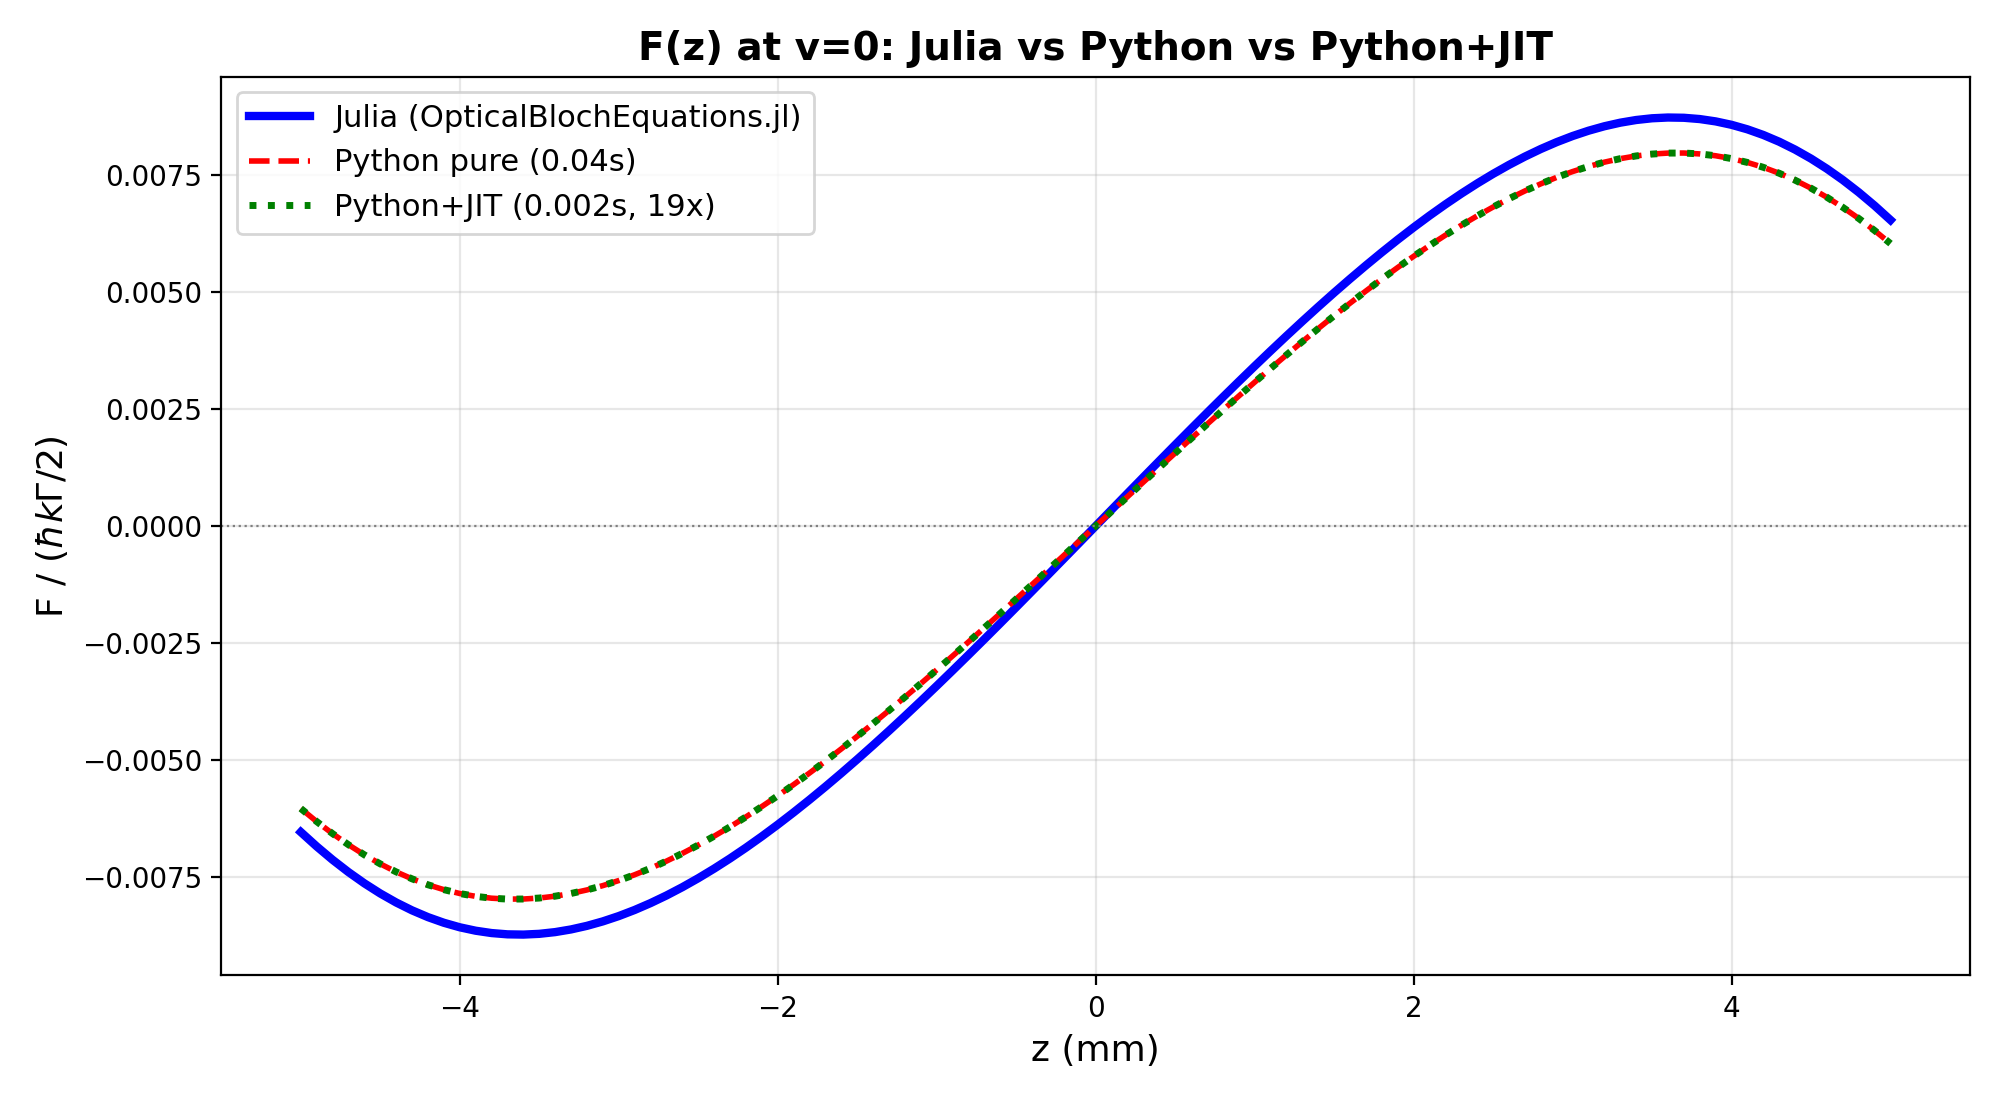 F(z) at v=0: Julia vs Python vs Python+JIT
Julia (OpticalBlochEquations.jl)
Python pure (0.04s)
Python+JIT (0.002s, 19x)
F / (ℏkΓ/2)
0.0075
0.0050
0.0025
0.0000
−0.0025
−0.0050
−0.0075
−4
−2
0
2
4
z (mm)